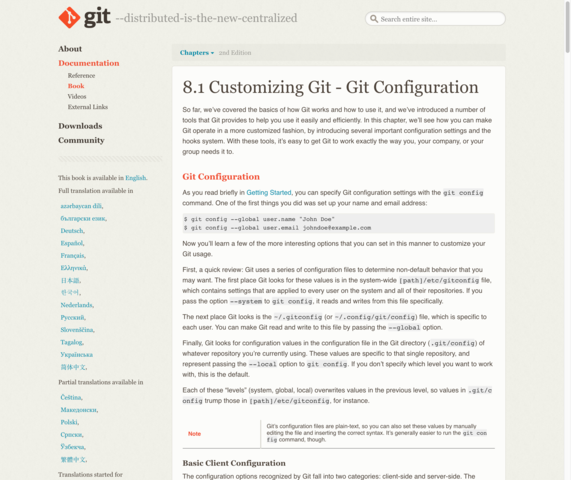 git --distributed-is-the-new-centralized
Search entire site...
About
Documentation
Reference
Book
Videos
External Links
Downloads
Community
This book is available in English.
Full translation available in
azərbaycan dili,
български език,
Deutsch,
Español,
Français,
Ελληνικά,
日本語,
한국어,
Nederlands,
Русский,
Slovenščina,
Tagalog,
Українська
简体中文,
Partial translations available in
Čeština,
Македонски,
Polski,
Српски,
Ўзбекча,
繁體中文,
Translations started for
Chapters ▾ 2nd Edition
8.1 Customizing Git - Git Configuration
So far, we've covered the basics of how Git works and how to use it, and we've introduced a number of
tools that Git provides to help you use it easily and efficiently. In this chapter, we'll see how you can make
Git operate in a more customized fashion, by introducing several important configuration settings and the
hooks system. With these tools, it's easy to get Git to work exactly the way you, your company, or your
group needs it to.
Git Configuration
As you read briefly in Getting Started, you can specify Git configuration settings with the git config
command. One of the first things you did was set up your name and email address:
$ git config --global user.name "John Doe"
$ git config --global user.email johndoe@example.com
Now you'll learn a few of the more interesting options that you can set in this manner to customize your
Git usage.
First, a quick review: Git uses a series of configuration files to determine non-default behavior that you
may want. The first place Git looks for these values is in the system-wide [path]/etc/gitconfig file,
which contains settings that are applied to every user on the system and all of their repositories. If you
pass the option --system to git config, it reads and writes from this file specifically.
The next place Git looks is the ~/.gitconfig (or ~/.config/git/config) file, which is specific to
each user. You can make Git read and write to this file by passing the --global option.
Finally, Git looks for configuration values in the configuration file in the Git directory (.git/config) of
whatever repository you're currently using. These values are specific to that single repository, and
represent passing the --local option to git config. If you don't specify which level you want to work
with, this is the default.
Each of these "levels" (system, global, local) overwrites values in the previous level, so values in .git/c
onfig trump those in [path]/etc/gitconfig, for instance.
Note
Git's configuration files are plain-text, so you can also set these values by manually
editing the file and inserting the correct syntax. It's generally easier to run the git con
fig command, though.
Basic Client Configuration
The configuration options recognized by Git fall into two categories: client-side and server-side. The